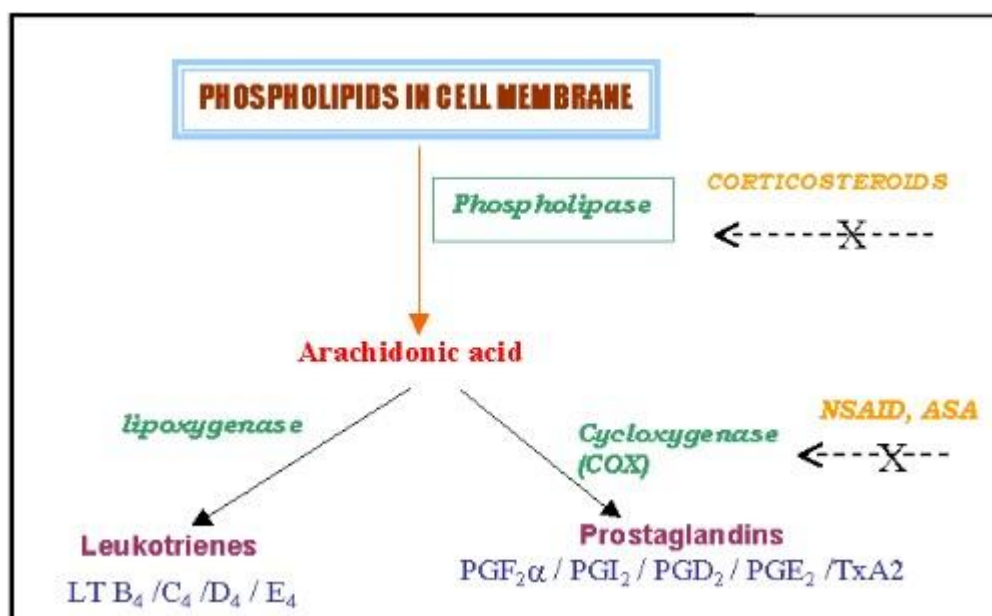 PHOSPHOLIPIDS IN CELL MEMBRANE
CORTICOSTEROIDS
Phospholipase
X
Arachidonic acid
lipoxygenase
NSAID, ASA
Cycloxygenase
(COX)
X
Leukotrienes
LT B₄ /C₄ /D₄ / E₄
Prostaglandins
PGF₂α / PGI₂ / PGD₂ / PGE₂ /TxA2